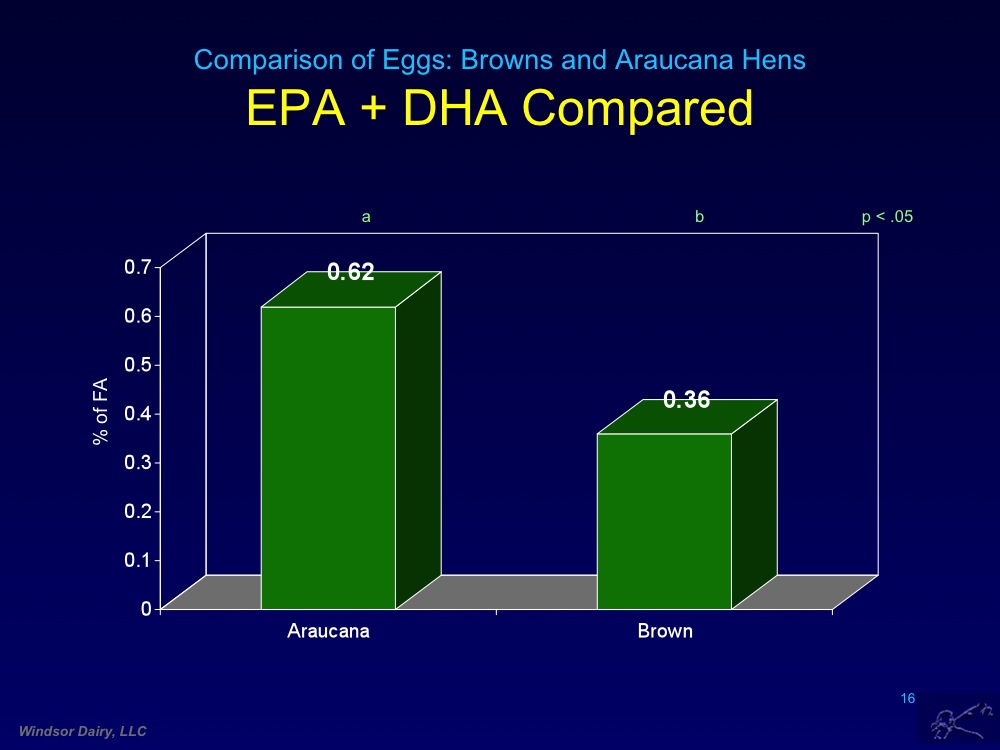 Comparison of Eggs: Browns and Araucana Hens
EPA + DHA Compared
a b p < .05
0.62
0.36
0.7
0.6
0.5
0.4
0.3
0.2
0.1
0
% of FA
Araucana Brown
16
Windsor Dairy, LLC